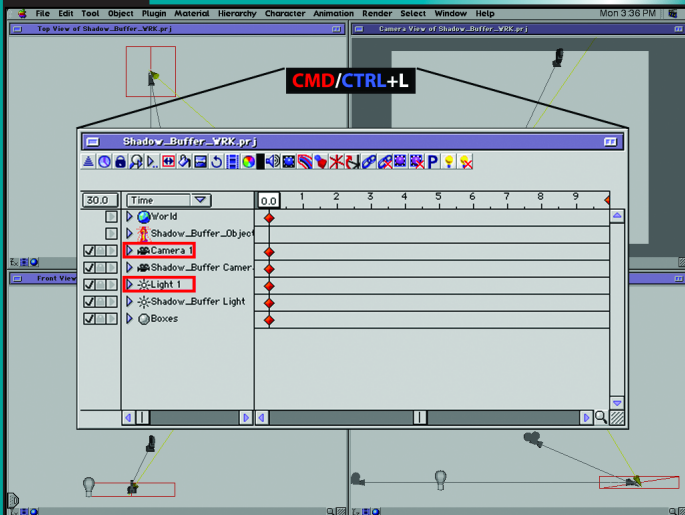 File Edit Tool Object Plugin Material Hierarchy Character Animation Render Select Window Help Mon 3:36 PM
Top View of Shadow_Buffer_WRK.prj
Camera View of Shadow_Buffer_WRK.prj
CMD/CTRL+L
Shadow_Buffer_WRK.prj
P
30.0 Time 0.0 1 2 3 4 5 6 7 8 9
World
Shadow_Buffer_Object
Camera 1
Shadow_Buffer Camer
Light 1
Shadow_Buffer Light
Boxes
Front View